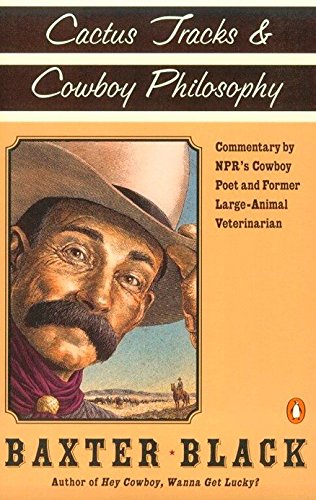 Cactus Tracks &
Cowboy Philosophy
Commentary by
NPR's Cowboy
Poet and Former
Large-Animal
Veterinarian
BAXTER ★ BLACK
Author of Hey Cowboy, Wanna Get Lucky?